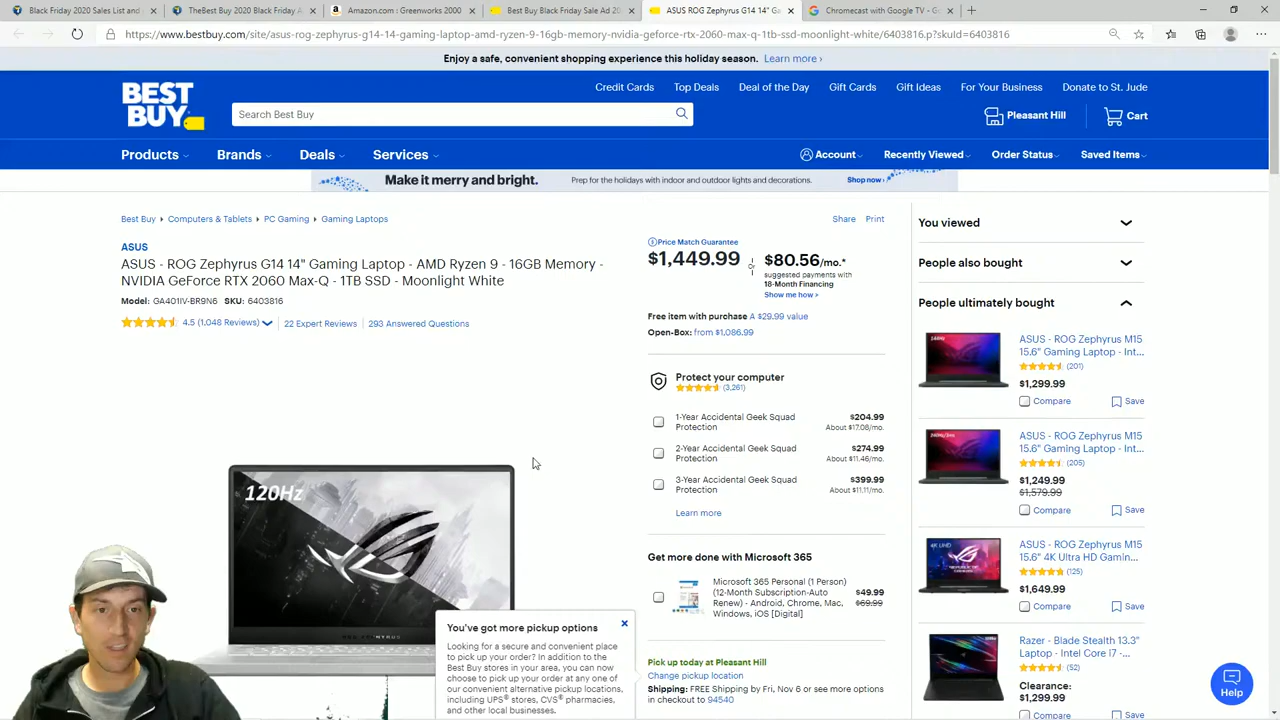 Black Friday 2020 Sales List and
TheBest Buy 2020 Black Friday A
Amazon.com : Greenworks 2000
Best Buy Black Friday Sale Ad 20
ASUS ROG Zephyrus G14 14" Ga
Chromecast with Google TV - G
https://www.bestbuy.com/site/asus-rog-zephyrus-g14-14-gaming-laptop-amd-ryzen-9-16gb-memory-nvidia-geforce-rtx-2060-max-q-1tb-ssd-moonlight-white/6403816.p?skuId=6403816
Enjoy a safe, convenient shopping experience this holiday season. Learn more ›
Credit Cards Top Deals Deal of the Day Gift Cards Gift Ideas For Your Business Donate to St. Jude
BEST BUY
Search Best Buy
Pleasant Hill
Cart
Products Brands Deals Services
Account Recently Viewed Order Status Saved Items
Make it merry and bright. Prep for the holidays with indoor and outdoor lights and decorations. Shop now ›
Best Buy Computers & Tablets PC Gaming Gaming Laptops
Share Print
ASUS
ASUS - ROG Zephyrus G14 14" Gaming Laptop - AMD Ryzen 9 - 16GB Memory -
NVIDIA GeForce RTX 2060 Max-Q - 1TB SSD - Moonlight White
Model: GA401IV-BR9N6 SKU: 6403816
4.5 (1,048 Reviews) 22 Expert Reviews 293 Answered Questions
120Hz
You've got more pickup options
Looking for a secure and convenient place
to pick up your order? In addition to the
Best Buy stores in your area, you can now
choose to pick up your order at any one of
our convenient alternative pickup locations,
including UPS® stores, CVS® pharmacies,
and other local businesses.
Price Match Guarantee
$1,449.99
Or
$80.56/mo.*
suggested payments with
18-Month Financing
Show me how >
Free item with purchase A $29.99 value
Open-Box: from $1,086.99
Protect your computer
(3,261)
1-Year Accidental Geek Squad
Protection
$204.99
About $17.08/mo.
2-Year Accidental Geek Squad
Protection
$274.99
About $11.46/mo.
3-Year Accidental Geek Squad
Protection
$399.99
About $11.11/mo.
Learn more
Get more done with Microsoft 365
Microsoft 365 Personal (1 Person)
(12-Month Subscription-Auto
Renew) - Android, Chrome, Mac,
Windows, iOS [Digital]
$49.99
$69.99
Pick up today at Pleasant Hill
Change pickup location
Shipping: FREE Shipping by Fri, Nov 6 or see more options
in checkout to 94540
You viewed
People also bought
People ultimately bought
ASUS - ROG Zephyrus M15
15.6" Gaming Laptop - Int...
(201)
$1,299.99
Compare Save
ASUS - ROG Zephyrus M15
15.6" Gaming Laptop - Int...
(205)
$1,249.99
$1,579.99
Compare Save
ASUS - ROG Zephyrus M15
15.6" 4K Ultra HD Gamin...
(125)
$1,649.99
Compare Save
Razer - Blade Stealth 13.3"
Laptop - Intel Core i7 -...
(52)
Clearance:
$1,299.99
Compare Save
Help